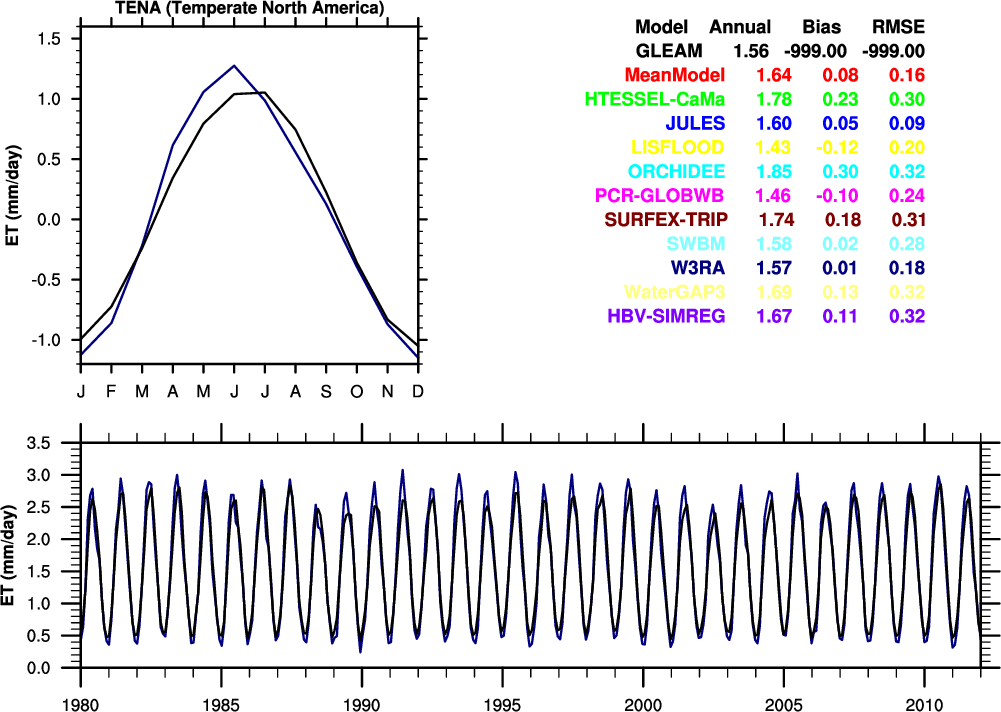 TENA (Temperate North America)
1.5
1.0
0.5
0.0
-0.5
-1.0
ET (mm/day)
J F M A M J J A S O N D
Model Annual Bias RMSE
GLEAM 1.56 -999.00 -999.00
MeanModel 1.64 0.08 0.16
HTESSEL-CaMa 1.78 0.23 0.30
JULES 1.60 0.05 0.09
LISFLOOD 1.43 -0.12 0.20
ORCHIDEE 1.85 0.30 0.32
PCR-GLOBWB 1.46 -0.10 0.24
SURFEX-TRIP 1.74 0.18 0.31
SWBM 1.58 0.02 0.28
W3RA 1.57 0.01 0.18
WaterGAP3 1.69 0.13 0.32
HBV-SIMREG 1.67 0.11 0.32
3.5
3.0
2.5
2.0
1.5
1.0
0.5
0.0
ET (mm/day)
1980 1985 1990 1995 2000 2005 2010